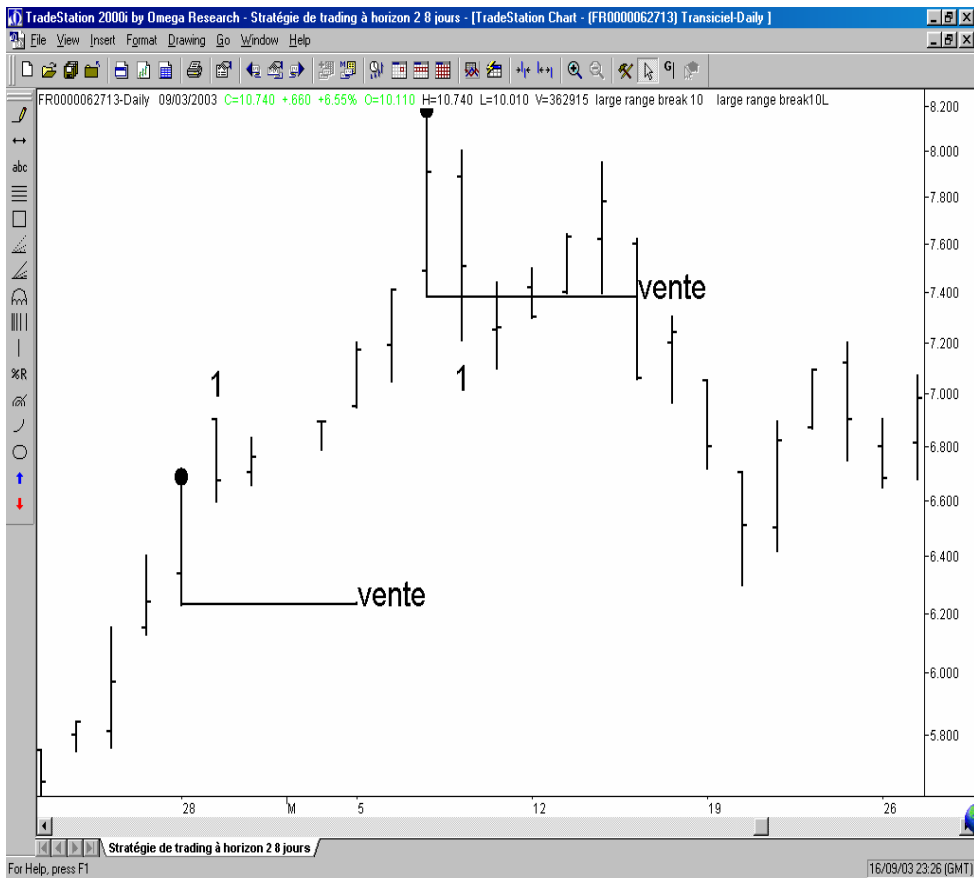 TradeStation 2000i by Omega Research - Stratégie de trading à horizon 2 8 jours - [TradeStation Chart - (FR0000062713) Transiciel-Daily ]
File View Insert Format Drawing Go Window Help
FR0000062713-Daily 09/03/2003 C=10.740 +.660 +6.55% O=10.110 H=10.740 L=10.010 V=362915 large range break 10 large range break10L
abc
%R
8.200
8.000
7.800
7.600
7.400
7.200
7.000
6.800
6.600
6.400
6.200
6.000
5.800
vente
1
1
vente
28 M 5 12 19 26
Stratégie de trading à horizon 2 8 jours
For Help, press F1 16/09/03 23:26 (GMT)